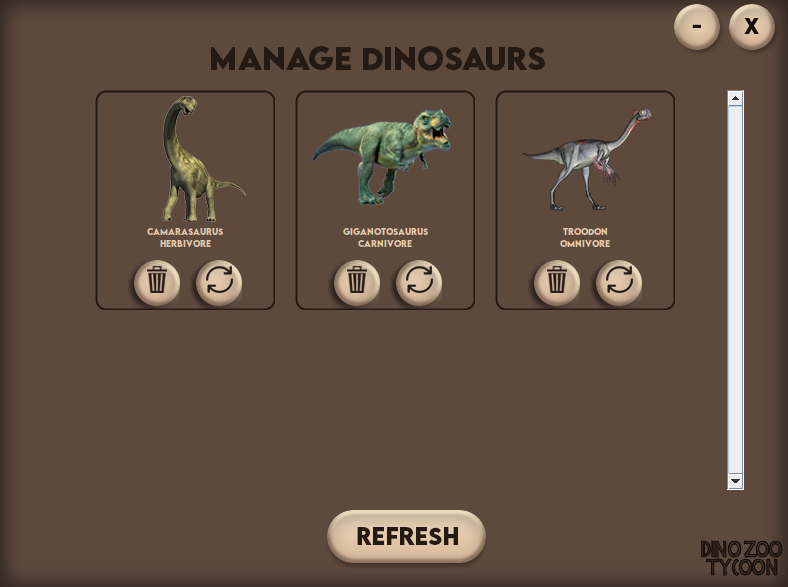 -
X
MANAGE DINOSAURS
CAMARASAURUS
HERBIVORE
GIGANOTOSAURUS
CARNIVORE
TROODON
OMNIVORE
REFRESH
DINO ZOO
TYCOON